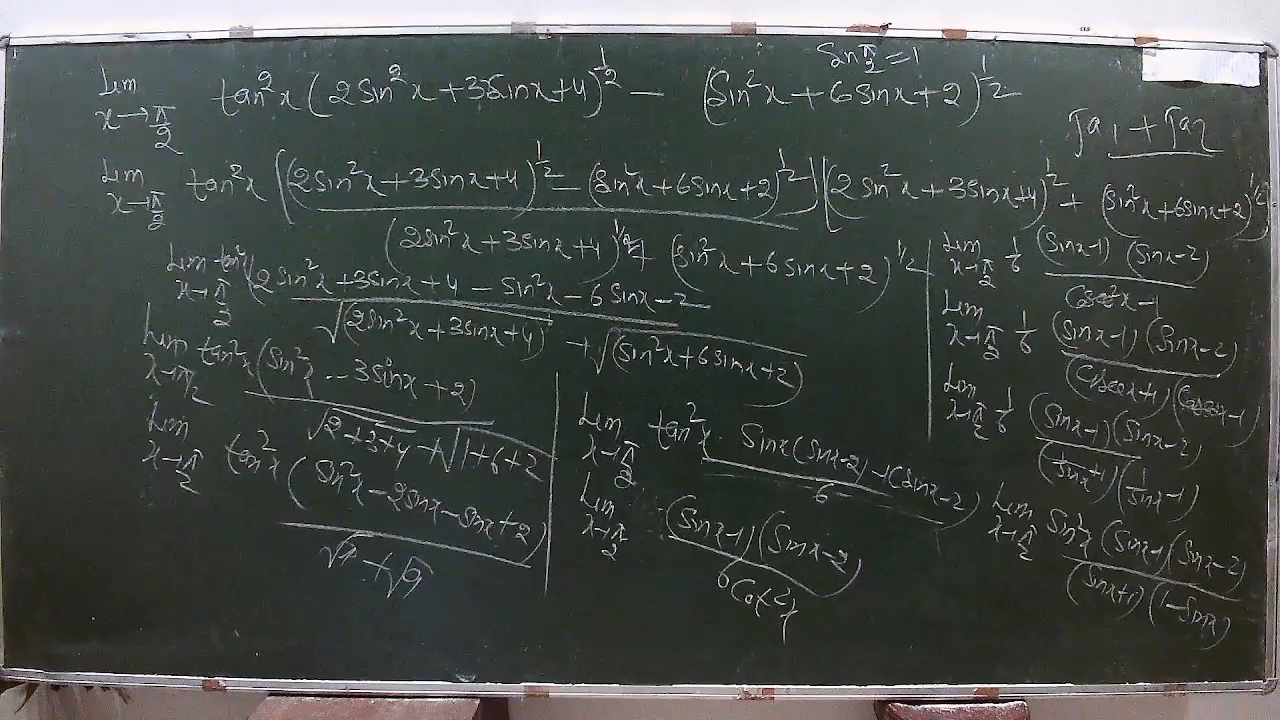 Sin π/2 = 1
Lim x→π/2 tan²x (2Sin²x + 3Sinx + 4)^1/2 − (Sin²x + 6Sinx + 2)^1/2
√a₁ + √a₂
Lim x→π/2 tan²x [(2Sin²x + 3Sinx + 4)^1/2 − (Sin²x + 6Sinx + 2)^1/2] [(2Sin²x + 3Sinx + 4)^1/2 + (Sin²x + 6Sinx + 2)^1/2
(2Sin²x + 3Sinx + 4)^1/2 + (Sin²x + 6Sinx + 2)^1/2
Lim x→π/2 tan²x (2Sin²x + 3Sinx + 4 − Sin²x − 6Sinx − 2
√(2Sin²x + 3Sinx + 4) + √(Sin²x + 6Sinx + 2)
Lim x→π/2 tan²x (Sin²x − 3Sinx + 2)
√2+3+4 + √1+6+2
Lim x→π/2 tan²x (Sin²x − 2Sinx − Sinx + 2)
√9 + √9
Lim x→π/2 tan²x . Sinx(Sinx−2) −1(Sinx−2)
6
Lim x→π/2 (Sinx−1)(Sinx−2)
6 Cot²x
Lim x→π/2 1/6 (Sinx−1)(Sinx−2)
Cosec²x − 1
Lim x→π/2 1/6 (Sinx−1)(Sinx−2)
(Cosecx+1)(Cosecx−1)
Lim x→π/2 1/6 (Sinx−1)(Sinx−2)
(1/Sinx +1)(1/Sinx −1)
Lim x→π/2 Sin²x (Sinx−1)(Sinx−2)
(Sinx+1)(1−Sinx)